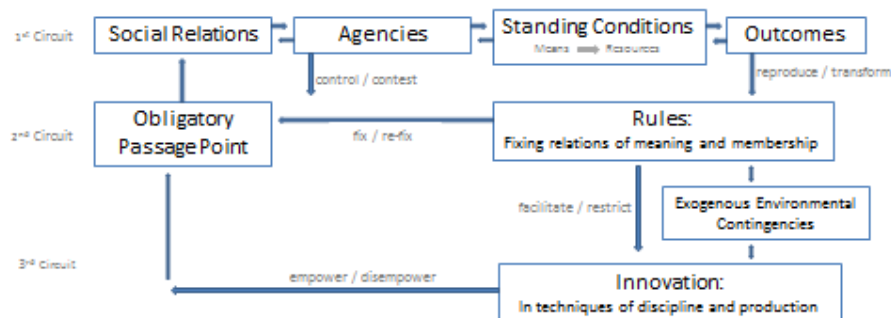 1st Circuit
Social Relations
Agencies
Standing Conditions
Means Resources
Outcomes
control / contest
reproduce / transform
2nd Circuit
Obligatory
Passage Point
fix / re-fix
Rules:
Fixing relations of meaning and membership
facilitate / restrict
Exogenous Environmental
Contingencies
3rd Circuit
empower / disempower
Innovation:
In techniques of discipline and production